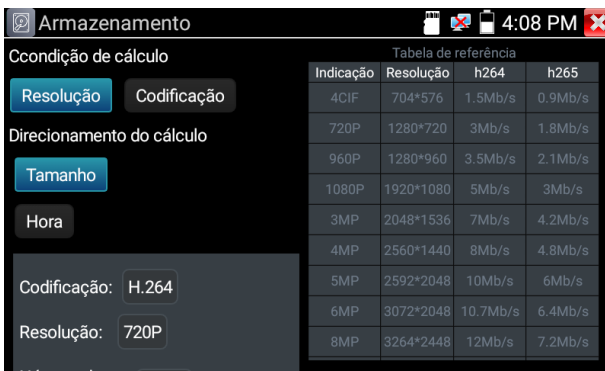 Armazenamento 4:08 PM
Ccondição de cálculo
Resolução Codificação
Direcionamento do cálculo
Tamanho
Hora
Codificação: H.264
Resolução: 720P
Tabela de referência
Indicação Resolução h264 h265
4CIF 704*576 1.5Mb/s 0.9Mb/s
720P 1280*720 3Mb/s 1.8Mb/s
960P 1280*960 3.5Mb/s 2.1Mb/s
1080P 1920*1080 5Mb/s 3Mb/s
3MP 2048*1536 7Mb/s 4.2Mb/s
4MP 2560*1440 8Mb/s 4.8Mb/s
5MP 2592*2048 10Mb/s 6Mb/s
6MP 3072*2048 10.7Mb/s 6.4Mb/s
8MP 3264*2448 12Mb/s 7.2Mb/s